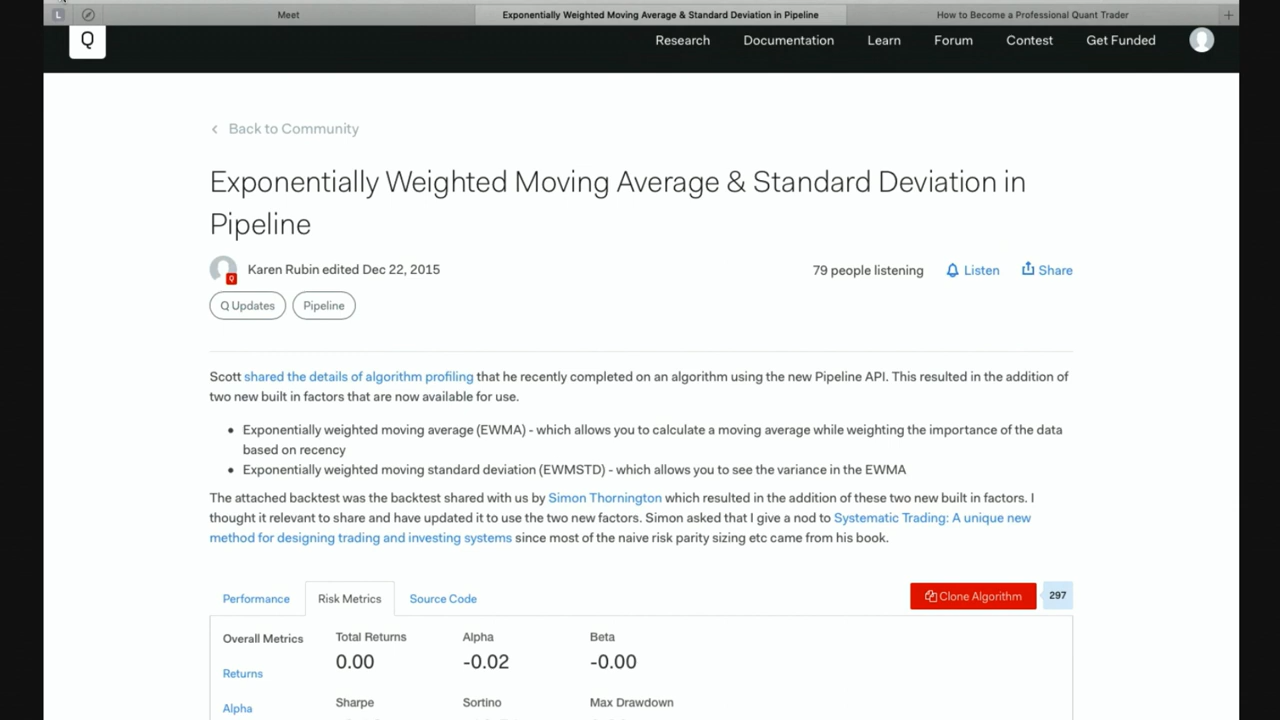 L
Meet
Exponentially Weighted Moving Average & Standard Deviation in Pipeline
How to Become a Professional Quant Trader
Q
Research
Documentation
Learn
Forum
Contest
Get Funded
Back to Community
Exponentially Weighted Moving Average & Standard Deviation in
Pipeline
Karen Rubin edited Dec 22, 2015
79 people listening
Listen
Share
Q Updates
Pipeline
Scott shared the details of algorithm profiling that he recently completed on an algorithm using the new Pipeline API. This resulted in the addition of
two new built in factors that are now available for use.
• Exponentially weighted moving average (EWMA) - which allows you to calculate a moving average while weighting the importance of the data
based on recency
• Exponentially weighted moving standard deviation (EWMSTD) - which allows you to see the variance in the EWMA
The attached backtest was the backtest shared with us by Simon Thornington which resulted in the addition of these two new built in factors. I
thought it relevant to share and have updated it to use the two new factors. Simon asked that I give a nod to Systematic Trading: A unique new
method for designing trading and investing systems since most of the naive risk parity sizing etc came from his book.
Performance
Risk Metrics
Source Code
Clone Algorithm
297
Overall Metrics
Total Returns
Alpha
Beta
0.00
-0.02
-0.00
Returns
Alpha
Sharpe
Sortino
Max Drawdown